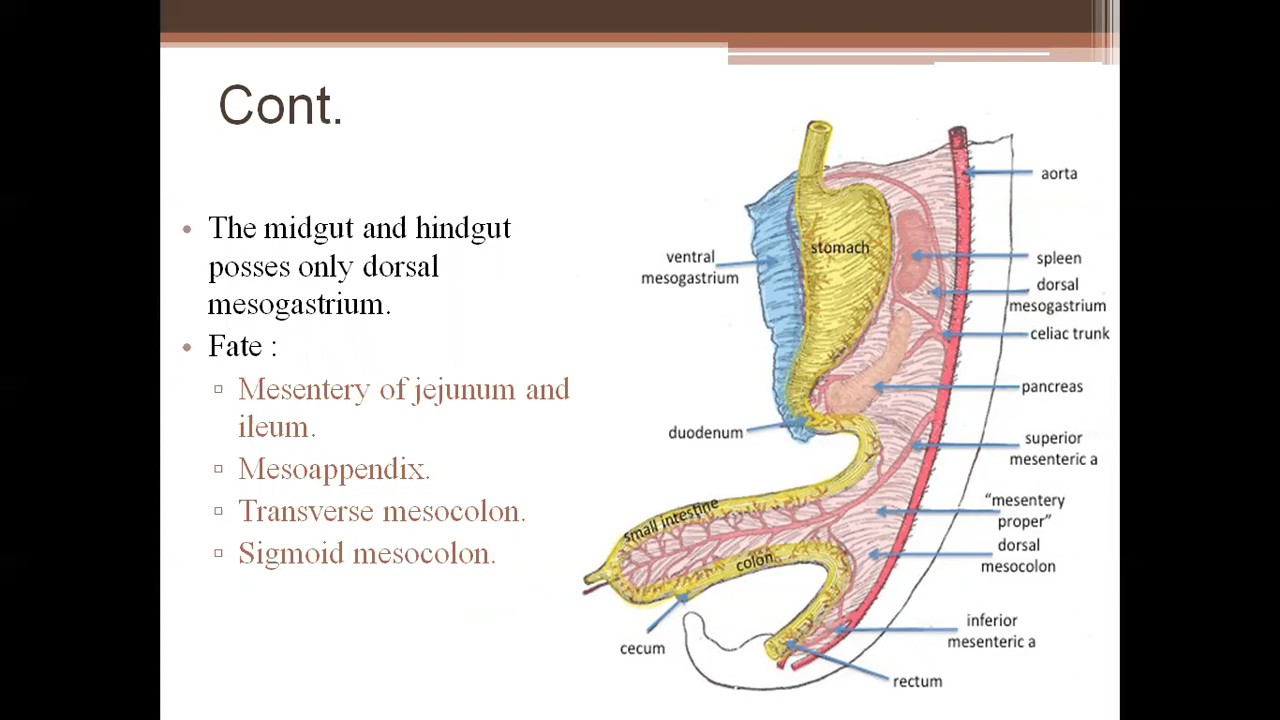 Cont.
• The midgut and hindgut
posses only dorsal
mesogastrium.
• Fate :
▫ Mesentery of jejunum and
ileum.
▫ Mesoappendix.
▫ Transverse mesocolon.
▫ Sigmoid mesocolon.
aorta
stomach
ventral
mesogastrium
spleen
dorsal
mesogastrium
celiac trunk
pancreas
duodenum
superior
mesenteric a
small intestine
"mesentery
proper"
dorsal
mesocolon
colon
inferior
mesenteric a
cecum
rectum